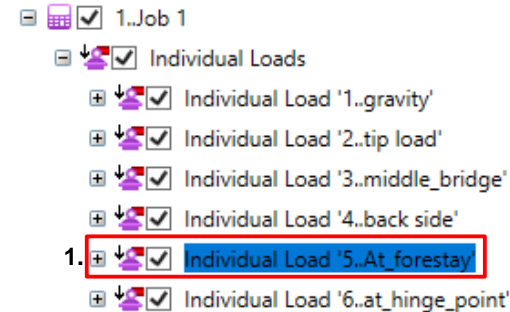 1..Job 1
Individual Loads
Individual Load '1..gravity'
Individual Load '2..tip load'
Individual Load '3..middle_bridge'
Individual Load '4..back side'
1. Individual Load '5..At_forestay'
Individual Load '6..at_hinge_point'